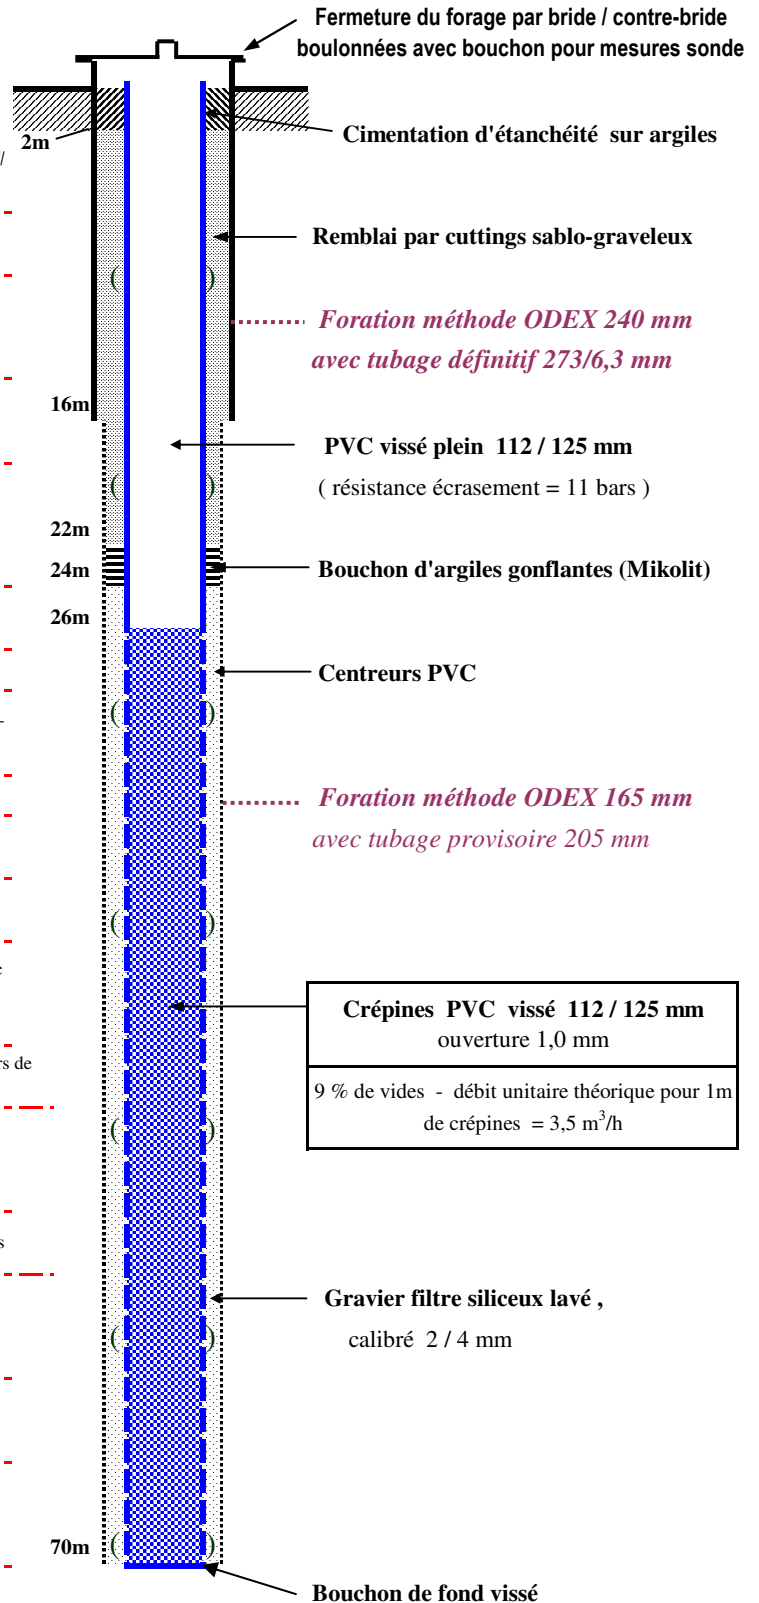 Fermeture du forage par bride / contre-bride
boulonnées avec bouchon pour mesures sonde
2m
Cimentation d'étanchéité sur argiles
Remblai par cuttings sablo-graveleux
Foration méthode ODEX 240 mm
avec tubage définitif 273/6,3 mm
16m
PVC vissé plein 112 / 125 mm
( résistance écrasement = 11 bars )
22m
24m
Bouchon d'argiles gonflantes (Mikolit)
26m
Centreurs PVC
Foration méthode ODEX 165 mm
avec tubage provisoire 205 mm
Crépines PVC vissé 112 / 125 mm
ouverture 1,0 mm
rs de
9 % de vides - débit unitaire théorique pour 1m
de crépines = 3,5 m³/h
Gravier filtre siliceux lavé ,
calibré 2 / 4 mm
70m
Bouchon de fond vissé